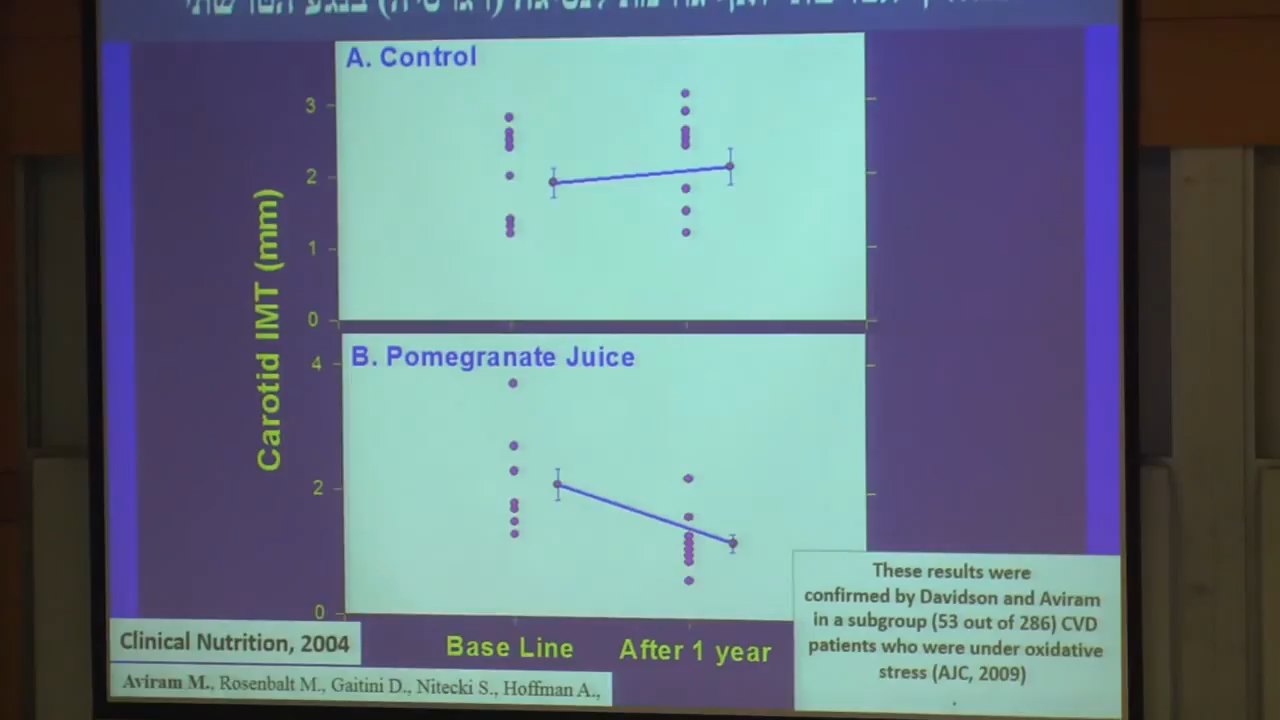 A. Control
3
2
1
0
Carotid IMT (mm)
B. Pomegranate Juice
4
2
0
Base Line
After 1 year
These results were
confirmed by Davidson and Aviram
in a subgroup (53 out of 286) CVD
patients who were under oxidative
stress (AJC, 2009)
Clinical Nutrition, 2004
Aviram M., Rosenbalt M., Gaitini D., Nitecki S., Hoffman A.,